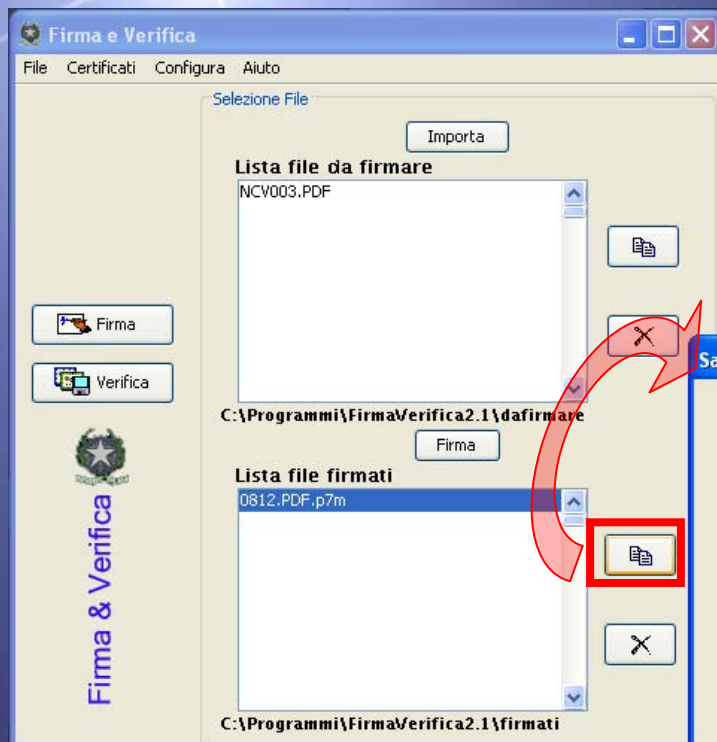 Firma e Verifica
File Certificati Configura Aiuto
Selezione File
Importa
Lista file da firmare
NCV003.PDF
Firma
Verifica
Sa
C:\Programmi\FirmaVerifica2.1\dafirmare
Firma
Lista file firmati
0812.PDF.p7m
Firma & Verifica
C:\Programmi\FirmaVerifica2.1\firmati